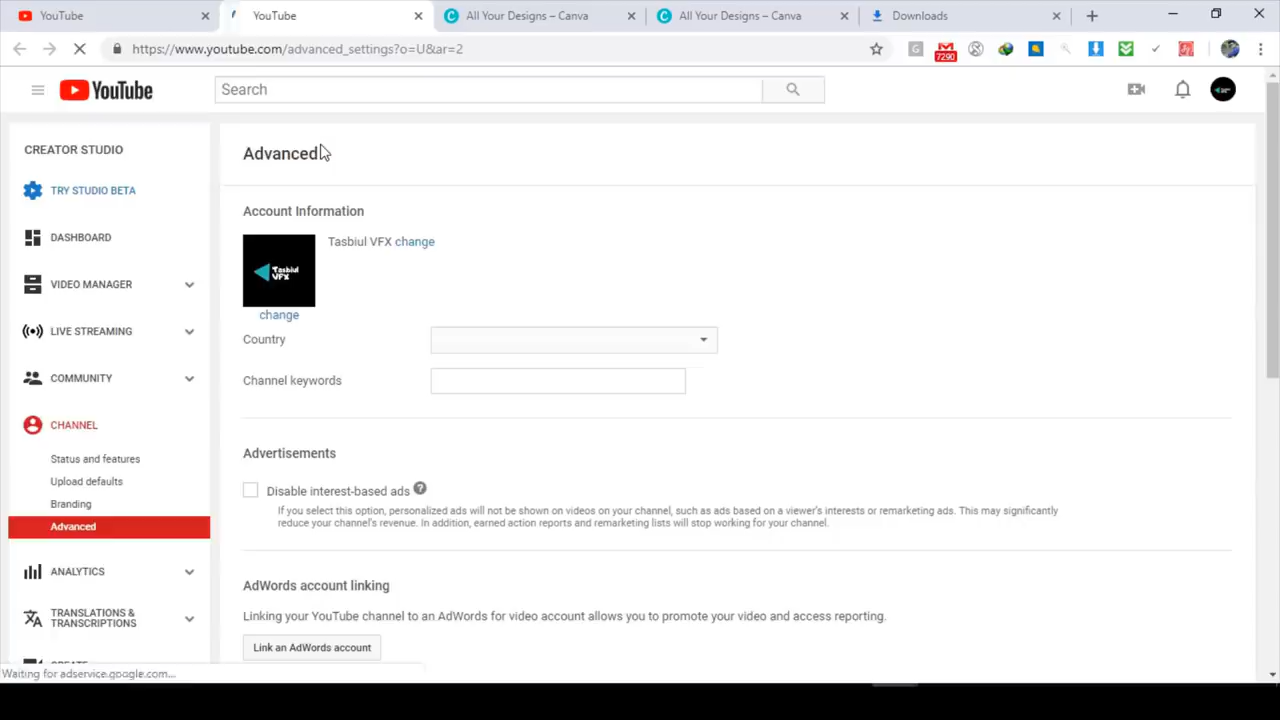 YouTube
YouTube
All Your Designs – Canva
All Your Designs – Canva
Downloads
https://www.youtube.com/advanced_settings?o=U&ar=2
7290
YouTube
Search
CREATOR STUDIO
TRY STUDIO BETA
DASHBOARD
VIDEO MANAGER
LIVE STREAMING
COMMUNITY
CHANNEL
Status and features
Upload defaults
Branding
Advanced
ANALYTICS
TRANSLATIONS &
TRANSCRIPTIONS
Advanced
Account Information
Tasbiul
VFX
Tasbiul VFX change
change
Country
Channel keywords
Advertisements
Disable interest-based ads ?
If you select this option, personalized ads will not be shown on videos on your channel, such as ads based on a viewer's interests or remarketing ads. This may significantly
reduce your channel's revenue. In addition, earned action reports and remarketing lists will stop working for your channel.
AdWords account linking
Linking your YouTube channel to an AdWords for video account allows you to promote your video and access reporting.
Link an AdWords account
Waiting for adservice.google.com...